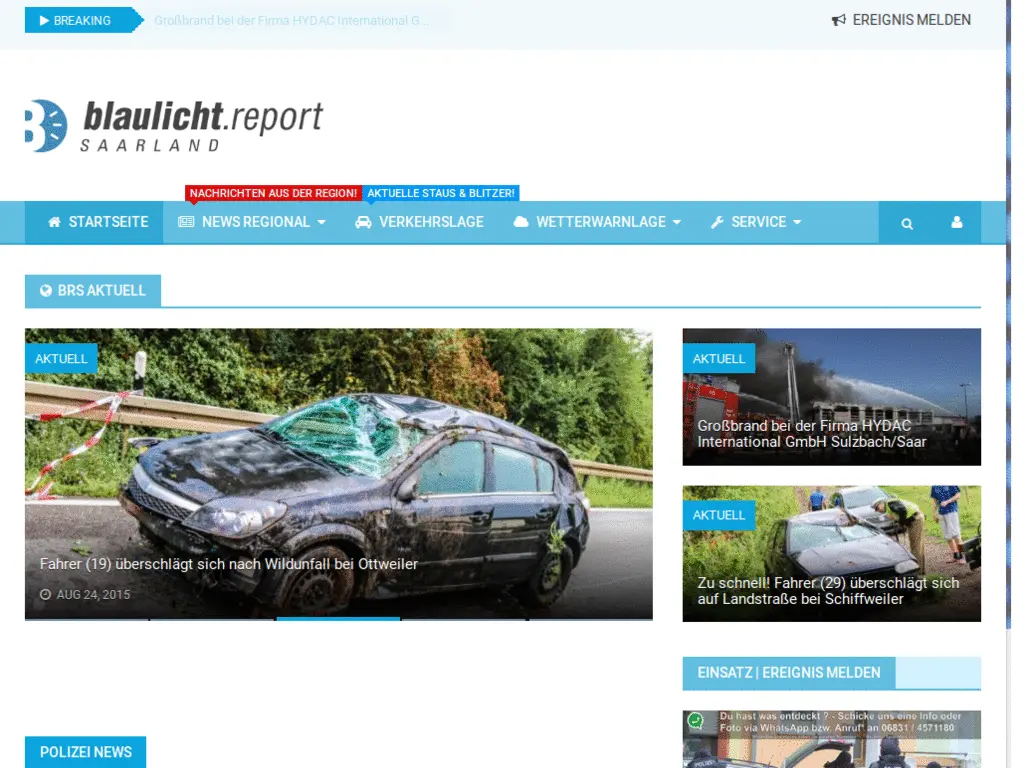 BREAKING
Großbrand bei der Firma HYDAC International G...
EREIGNIS MELDEN
blaulicht.report
SAARLAND
NACHRICHTEN AUS DER REGION!
AKTUELLE STAUS & BLITZER!
STARTSEITE
NEWS REGIONAL
VERKEHRSLAGE
WETTERWARNLAGE
SERVICE
BRS AKTUELL
AKTUELL
Fahrer (19) überschlägt sich nach Wildunfall bei Ottweiler
AUG 24, 2015
AKTUELL
Großbrand bei der Firma HYDAC
International GmbH Sulzbach/Saar
AKTUELL
Zu schnell! Fahrer (29) überschlägt sich
auf Landstraße bei Schiffweiler
EINSATZ | EREIGNIS MELDEN
Du hast was entdeckt ? - Schicke uns eine Info oder
Foto via WhatsApp bzw. Anruf* an 06831 / 4571180
POLIZEI NEWS